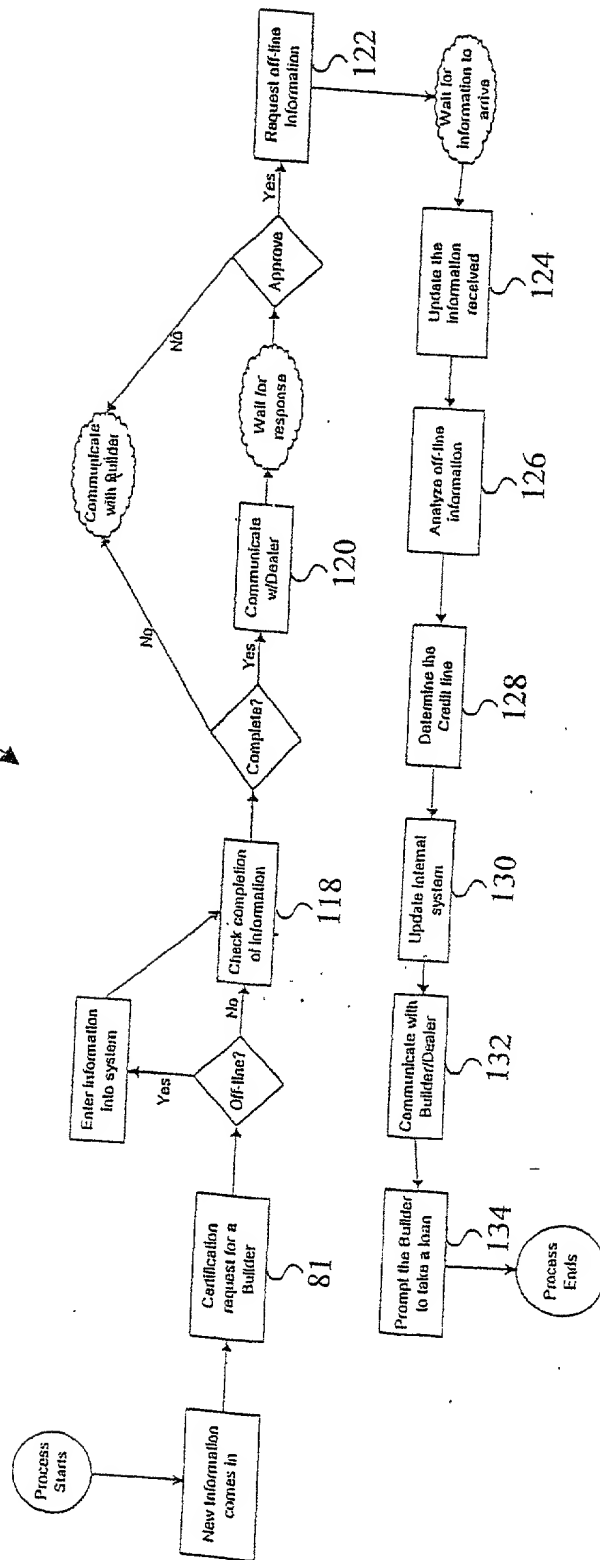 Process
Starts
New Information
comes in
Certification
request for a
Builder
81
Off-line?
Yes
Enter Information
into system
No
Check completion
of Information
118
Complete?
No
Communicate
with Builder
Yes
Communicate
w/Dealer
120
Wait for
response
Approve
No
Yes
Request off-line
Information
122
Wait for
Information to
arrive
Update the
Information
received
124
Analyze off-line
Information
126
Determine the
Credit line
128
Update Internal
system
130
Communicate with
Builder/Dealer
132
Prompt the Builder
to take a loan
134
Process
Ends